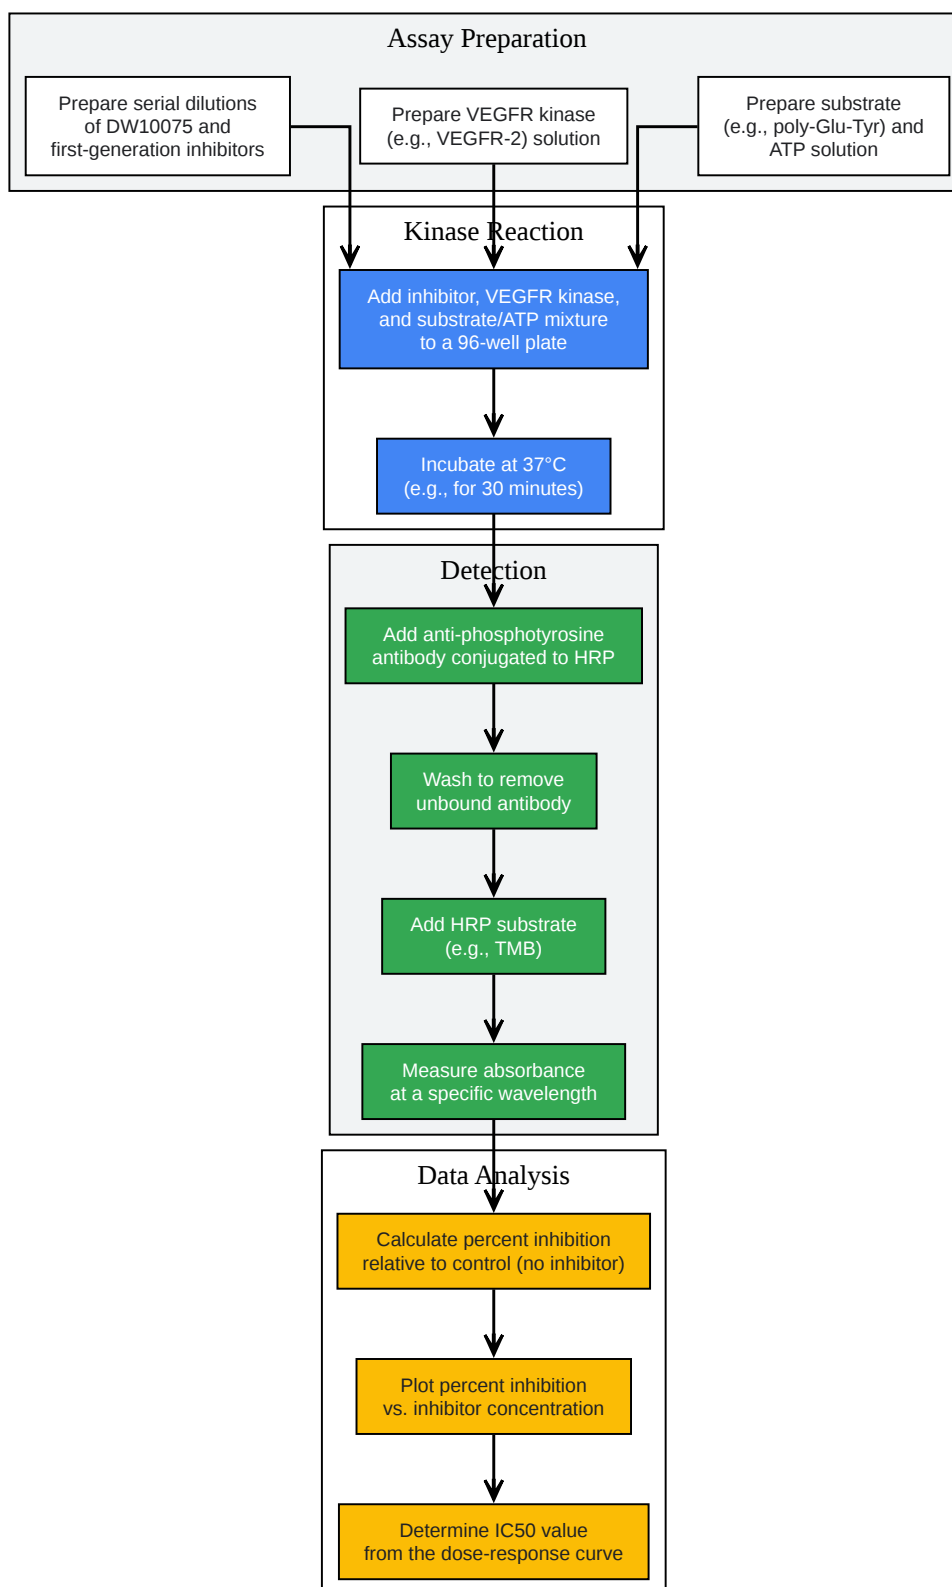 Assay Preparation
Prepare serial dilutions
of DW10075 and
first-generation inhibitors
Prepare VEGFR kinase
(e.g., VEGFR-2) solution
Prepare substrate
(e.g., poly-Glu-Tyr) and
ATP solution
Kinase Reaction
Add inhibitor, VEGFR kinase,
and substrate/ATP mixture
to a 96-well plate
Incubate at 37°C
(e.g., for 30 minutes)
Detection
Add anti-phosphotyrosine
antibody conjugated to HRP
Wash to remove
unbound antibody
Add HRP substrate
(e.g., TMB)
Measure absorbance
at a specific wavelength
Data Analysis
Calculate percent inhibition
relative to control (no inhibitor)
Plot percent inhibition
vs. inhibitor concentration
Determine IC50 value
from the dose-response curve